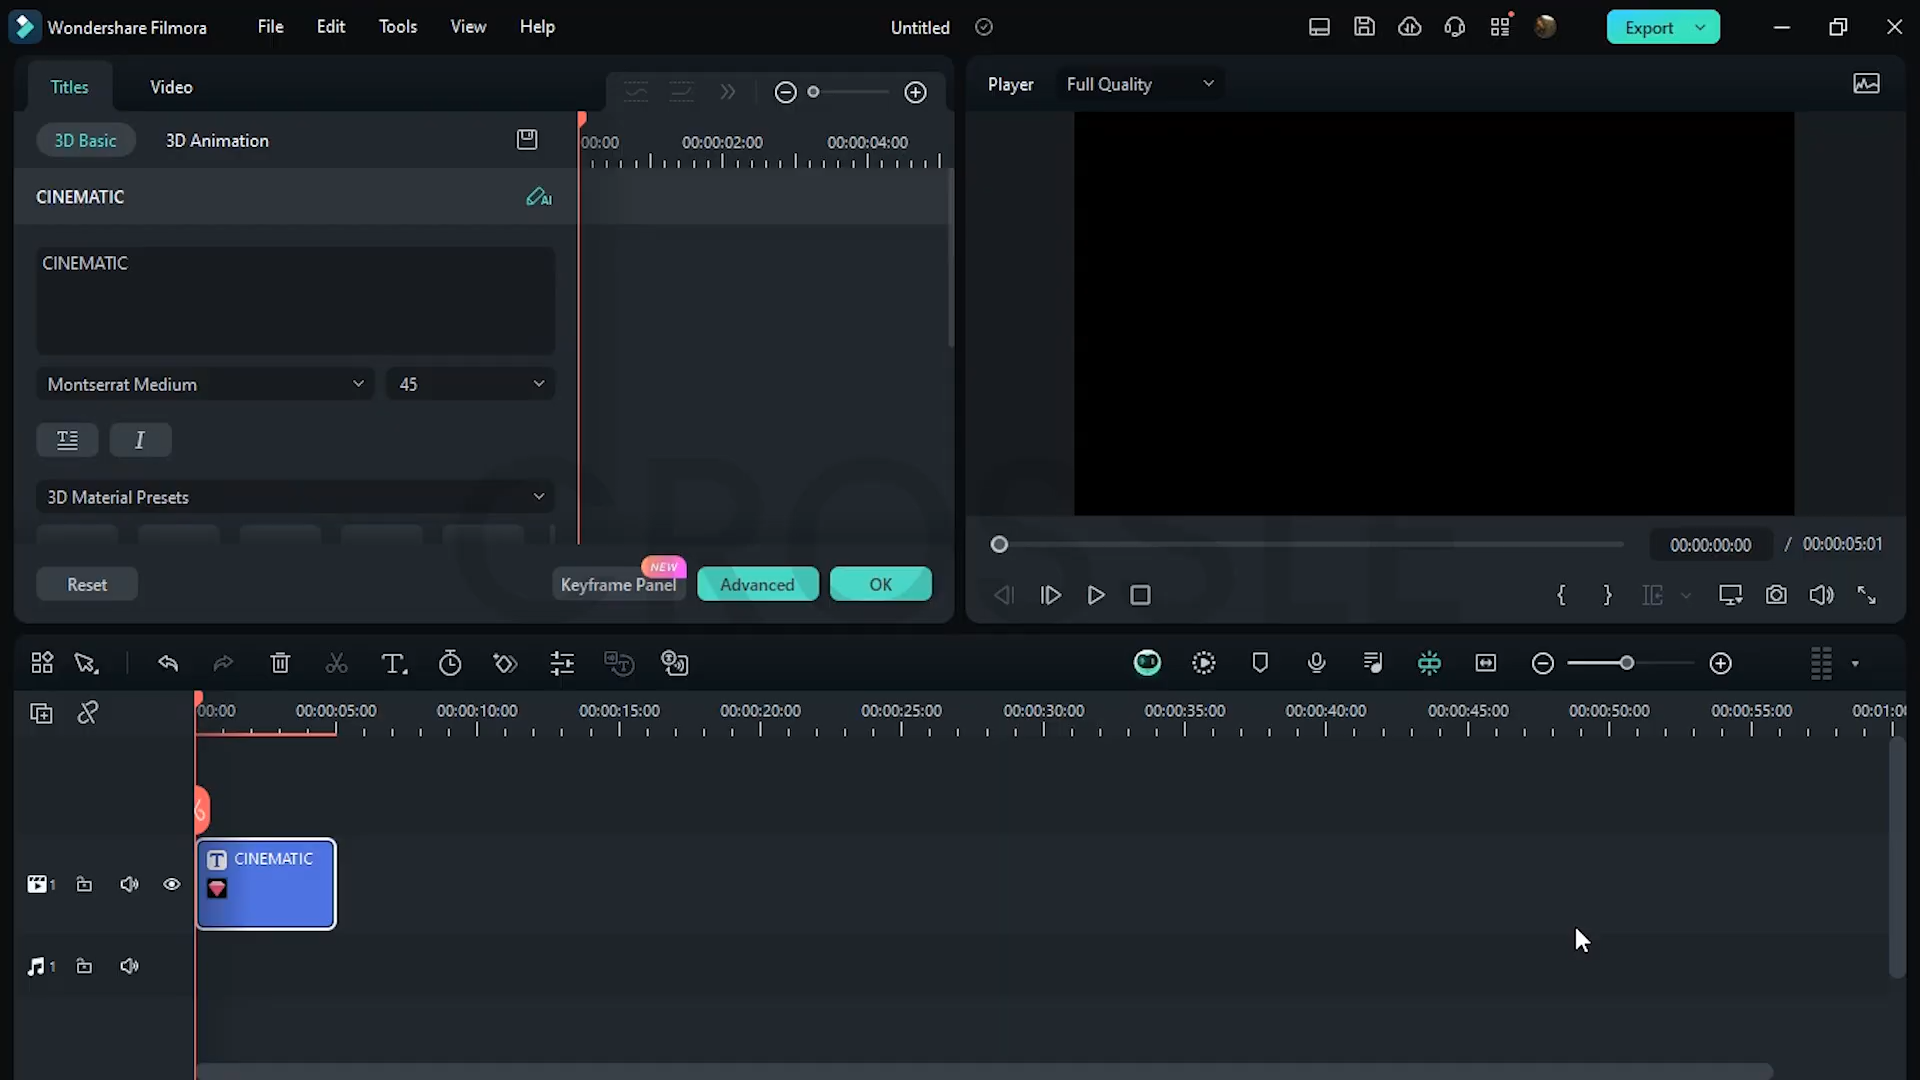 Wondershare Filmora File Edit Tools View Help Untitled Export
Titles Video
Player Full Quality
3D Basic 3D Animation
00:00 00:00:02:00 00:00:04:00
CINEMATIC AI
CINEMATIC
Montserrat Medium 45
T I
3D Material Presets
00:00:00:00 / 00:00:05:01
NEW
Reset Keyframe Panel Advanced OK
00:00 00:00:05:00 00:00:10:00 00:00:15:00 00:00:20:00 00:00:25:00 00:00:30:00 00:00:35:00 00:00:40:00 00:00:45:00 00:00:50:00 00:00:55:00 00:01:0
T CINEMATIC
1
1